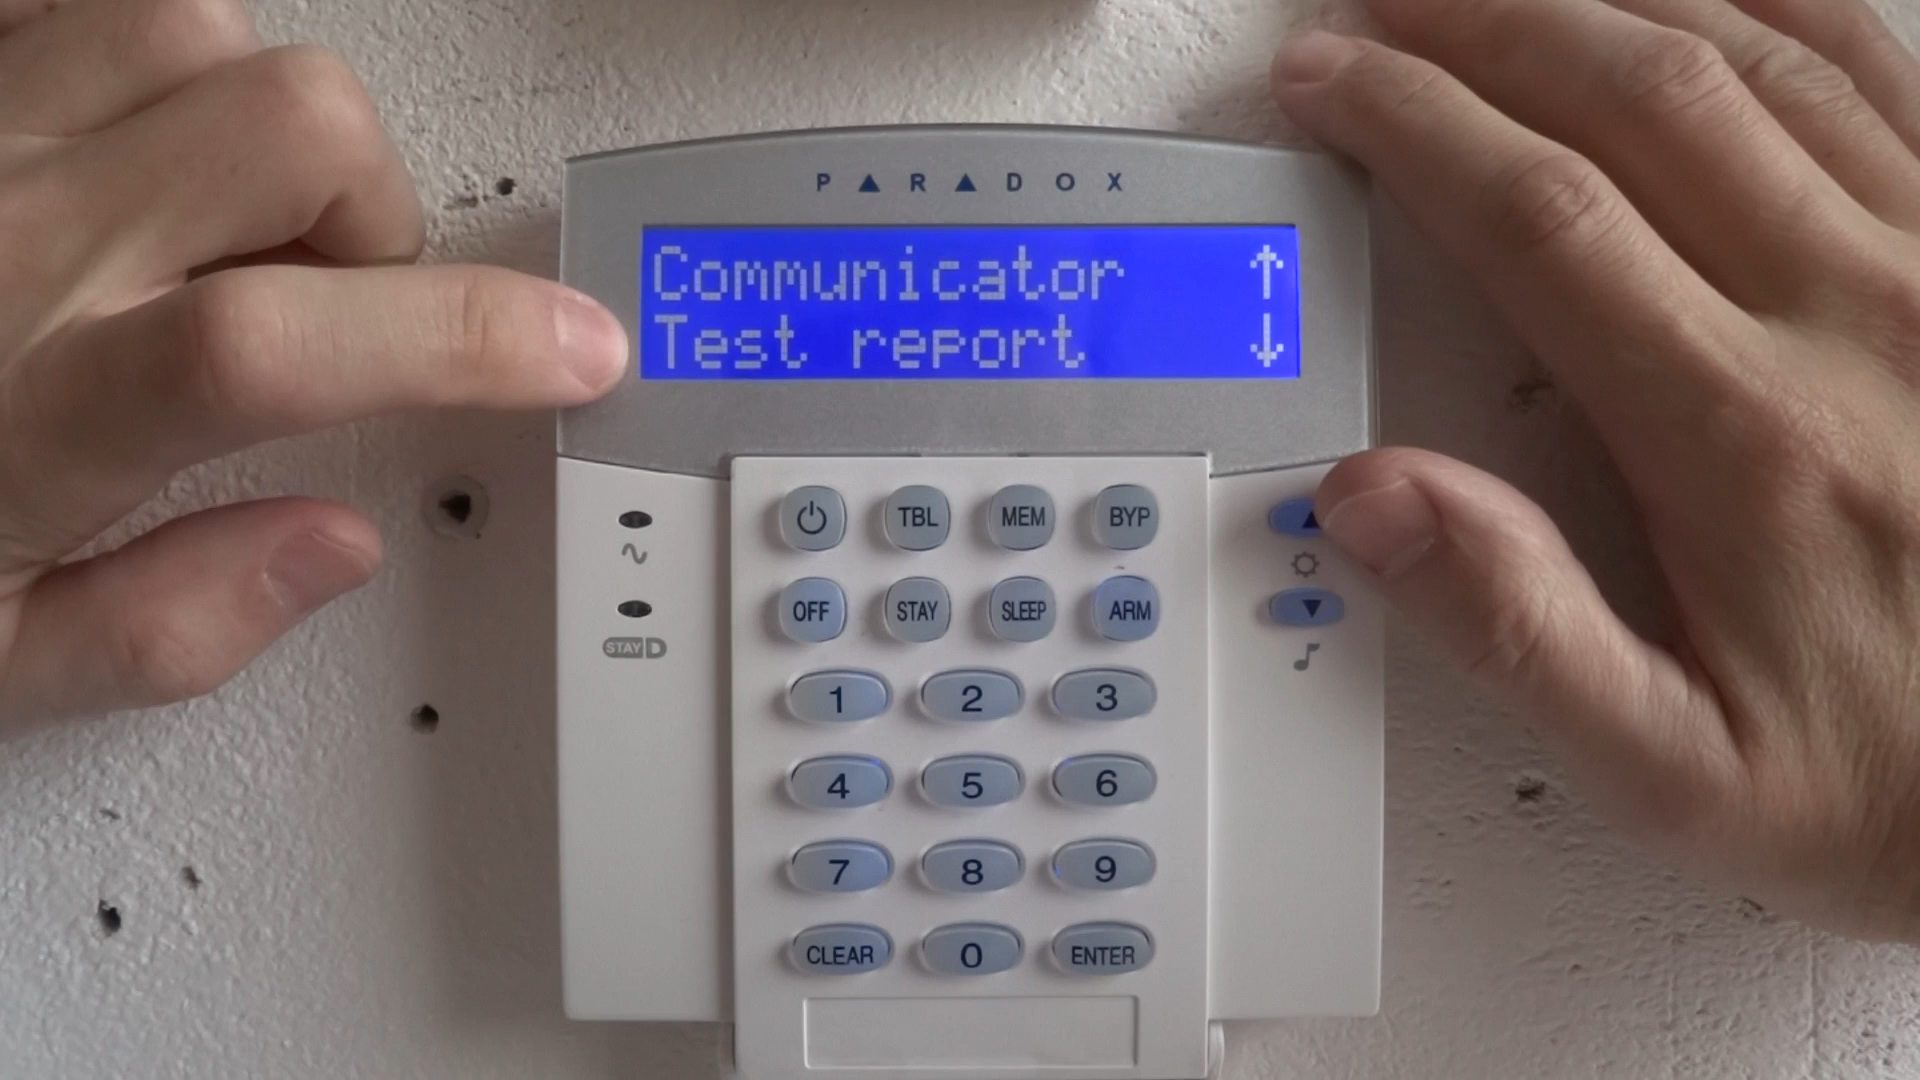 PARADOX
Communicator ↑
Test report ↓
TBL MEM BYP
OFF STAY SLEEP ARM
STAY D
1 2 3
4 5 6
7 8 9
CLEAR 0 ENTER